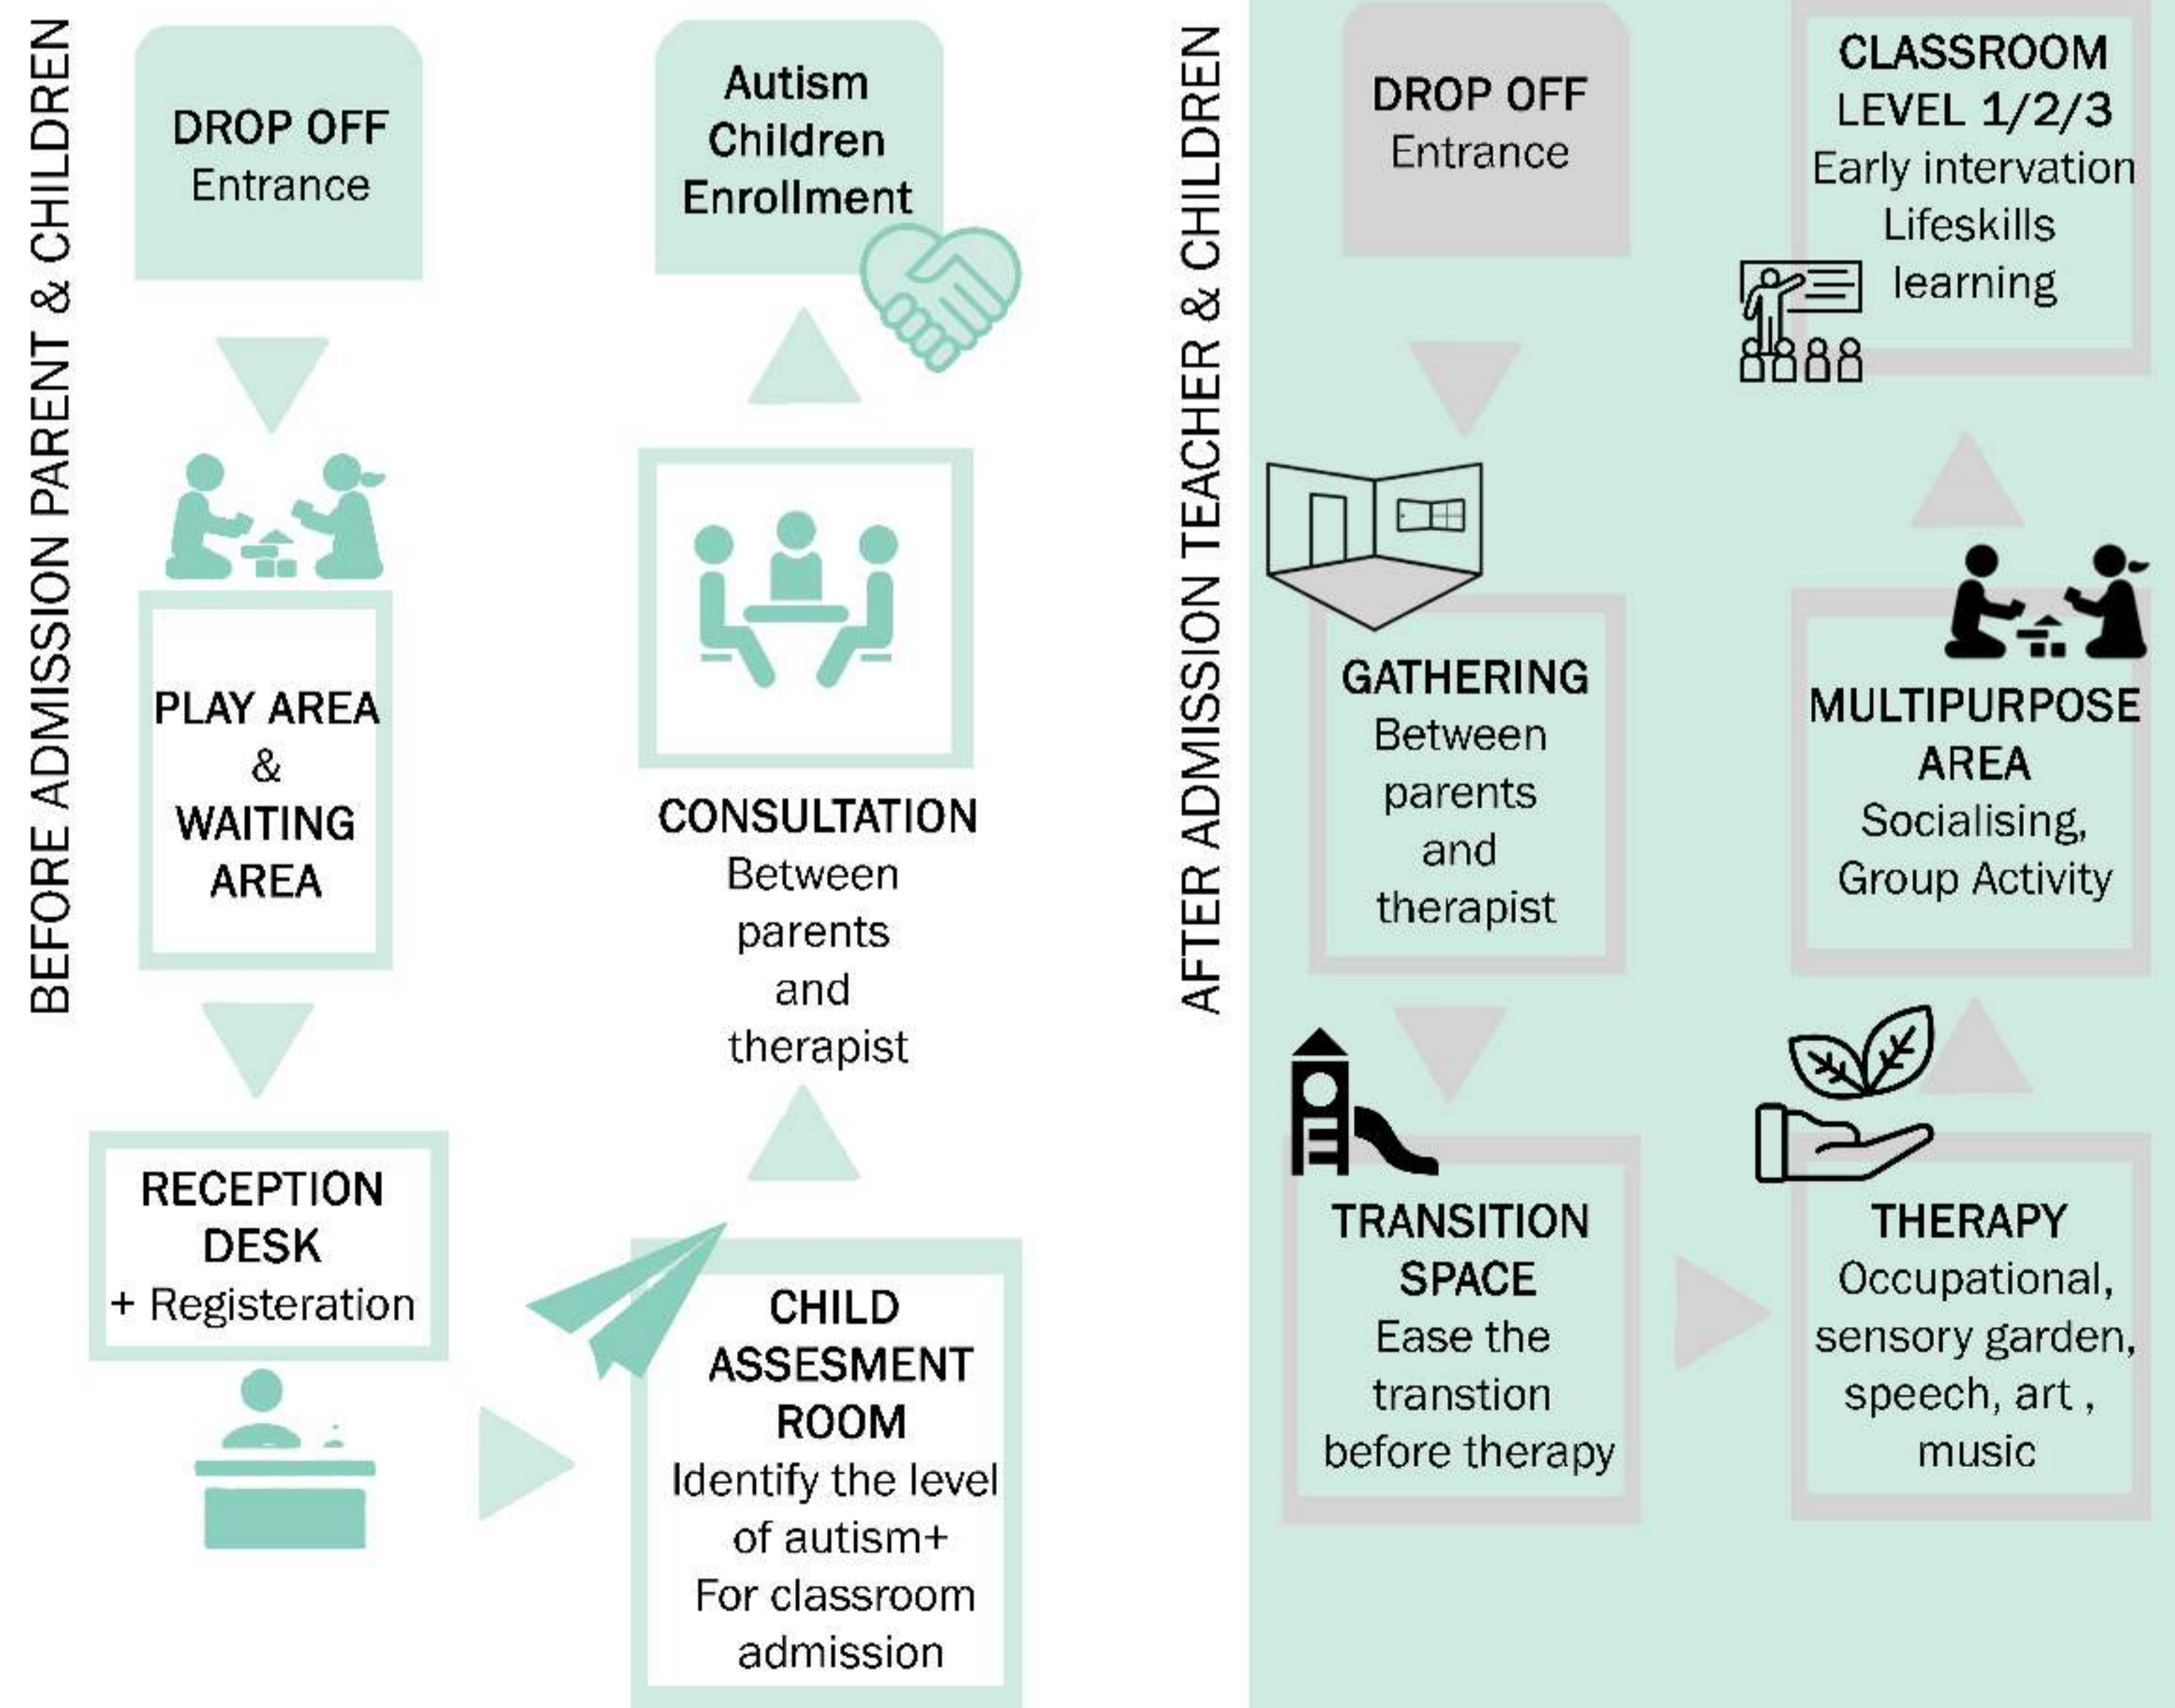 BEFORE ADMISSION PARENT & CHILDREN
DROP OFF
Entrance
PLAY AREA
&
WAITING
AREA
RECEPTION
DESK
+ Registeration
CHILD
ASSESMENT
ROOM
Identify the level
of autism+
For classroom
admission
CONSULTATION
Between
parents
and
therapist
Autism
Children
Enrollment
AFTER ADMISSION TEACHER & CHILDREN
DROP OFF
Entrance
GATHERING
Between
parents
and
therapist
TRANSITION
SPACE
Ease the
transtion
before therapy
THERAPY
Occupational,
sensory garden,
speech, art ,
music
MULTIPURPOSE
AREA
Socialising,
Group Activity
CLASSROOM
LEVEL 1/2/3
Early intervation
Lifeskills
learning